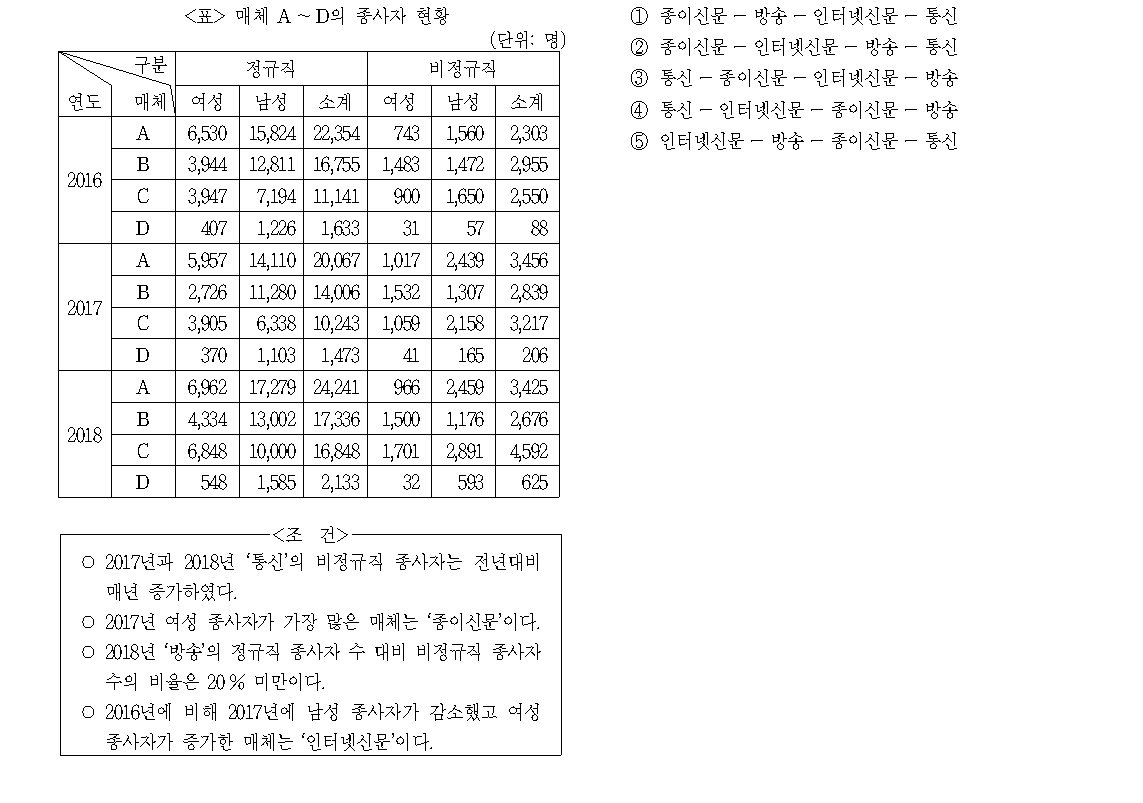 <표> 매체 A ~ D의 종사자 현황
(단위: 명)
구분 정규직 비정규직
연도 매체 여성 남성 소계 여성 남성 소계
2016
A 6,530 15,824 22,354 743 1,560 2,303
B 3,944 12,811 16,755 1,483 1,472 2,955
C 3,947 7,194 11,141 900 1,650 2,550
D 407 1,226 1,633 31 57 88
2017
A 5,957 14,110 20,067 1,017 2,439 3,456
B 2,726 11,280 14,006 1,532 1,307 2,839
C 3,905 6,338 10,243 1,059 2,158 3,217
D 370 1,103 1,473 41 165 206
2018
A 6,962 17,279 24,241 966 2,459 3,425
B 4,334 13,002 17,336 1,500 1,176 2,676
C 6,848 10,000 16,848 1,701 2,891 4,592
D 548 1,585 2,133 32 593 625
<조 건>
○ 2017년과 2018년 ‘통신’의 비정규직 종사자는 전년대비
매년 증가하였다.
○ 2017년 여성 종사자가 가장 많은 매체는 ‘종이신문’이다.
○ 2018년 ‘방송’의 정규직 종사자 수 대비 비정규직 종사자
수의 비율은 20 % 미만이다.
○ 2016년에 비해 2017년에 남성 종사자가 감소했고 여성
종사자가 증가한 매체는 ‘인터넷신문’이다.
① 종이신문 － 방송 － 인터넷신문 － 통신
② 종이신문 － 인터넷신문 － 방송 － 통신
③ 통신 － 종이신문 － 인터넷신문 － 방송
④ 통신 － 인터넷신문 － 종이신문 － 방송
⑤ 인터넷신문 － 방송 － 종이신문 － 통신